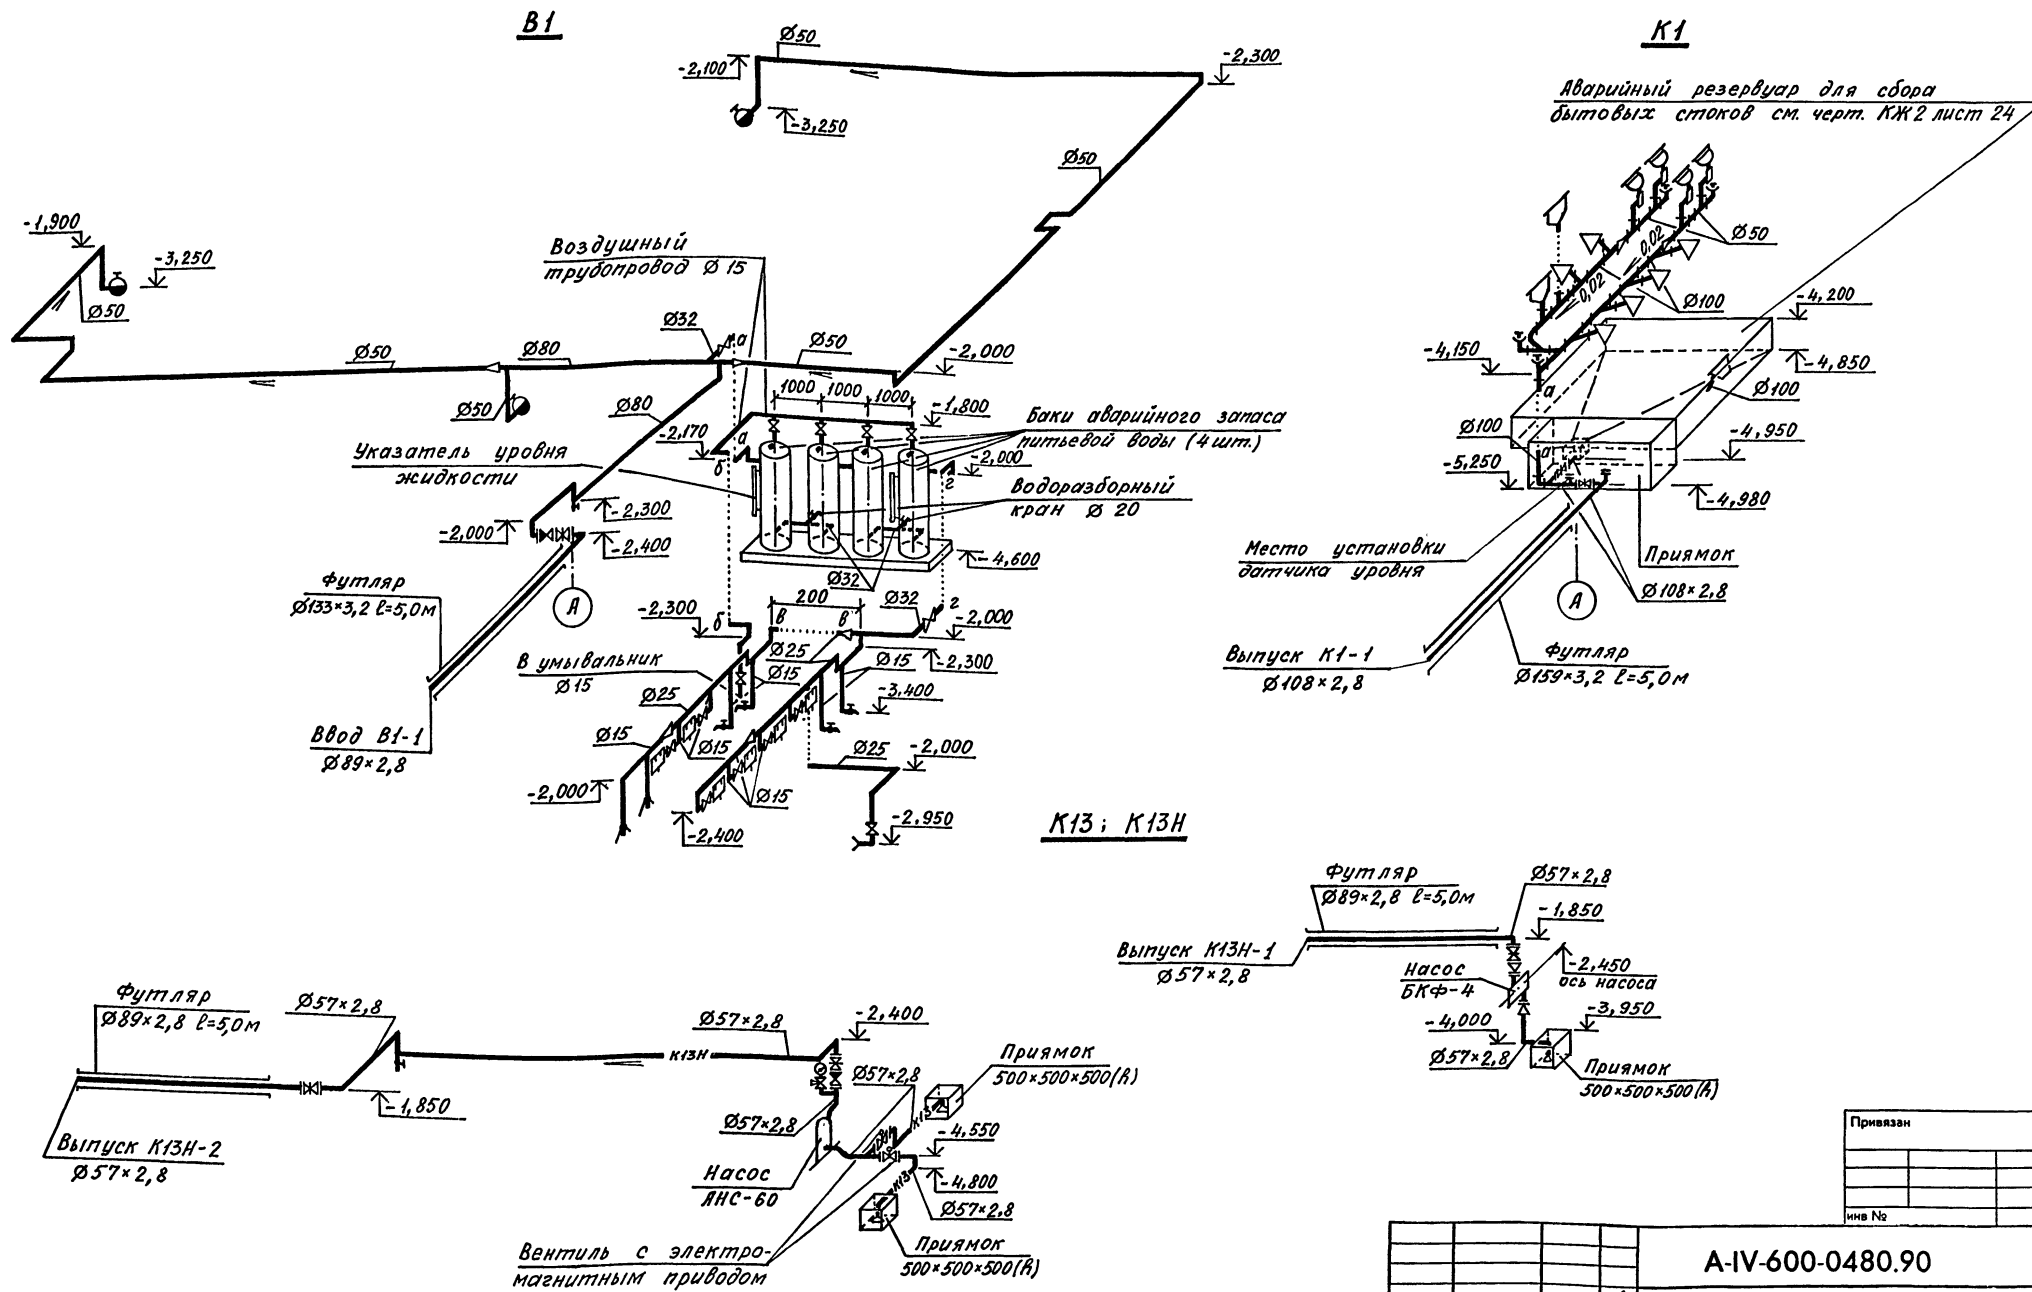 В1
Ø50
-2,100
-2,300
-3,250
Ø50
-1,900
-3,250
Ø50
Воздушный
трубопровод Ø 15
Ø32
а
Ø50
Ø80
Ø50
-2,000
Ø50
Ø80
1000
1000
1000
-1,800
-2,170
а
б
Баки аварийного запаса
питьевой воды (4 шт.)
Указатель уровня
жидкости
-2,000
г
Водоразборный
кран Ø 20
-2,300
-2,000
-2,400
-4,600
Ø32
Футляр
Ø133×3,2 ℓ=5,0м
А
-2,300
б
200
в
в
Ø32
г
-2,000
Ø25
Ø15
-2,300
В умывальник
Ø15
Ø15
Ø25
-3,400
Ввод В1-1
Ø89×2,8
Ø15
Ø15
Ø25
-2,000
-2,000
Ø15
-2,400
-2,950
К1
Аварийный резервуар для сбора
бытовых стоков см. черт. КЖ2 лист 24
0,02
Ø50
0,02
Ø100
-4,200
-4,150
-4,850
а
Ø100
Ø100
а
-4,950
-5,250
-4,980
Место установки
датчика уровня
Приямок
А
Ø108×2,8
Выпуск К1-1
Ø108×2,8
Футляр
Ø159×3,2 ℓ=5,0м
К13; К13Н
Футляр
Ø89×2,8 ℓ=5,0м
Ø57×2,8
-1,850
Выпуск К13Н-1
Ø57×2,8
Насос
БКФ-4
-2,450
ось насоса
-4,000
-3,950
Ø57×2,8
Приямок
500×500×500(h)
Футляр
Ø89×2,8 ℓ=5,0м
Ø57×2,8
Ø57×2,8
-2,400
К13Н
-1,850
Выпуск К13Н-2
Ø57×2,8
Приямок
500×500×500(h)
Ø57×2,8
К13
Ø57×2,8
-4,550
Насос
АНС-60
-4,800
К13
Ø57×2,8
Вентиль с электро-
магнитным приводом
Приямок
500×500×500(h)
Привязан
инв №
А-IV-600-0480.90